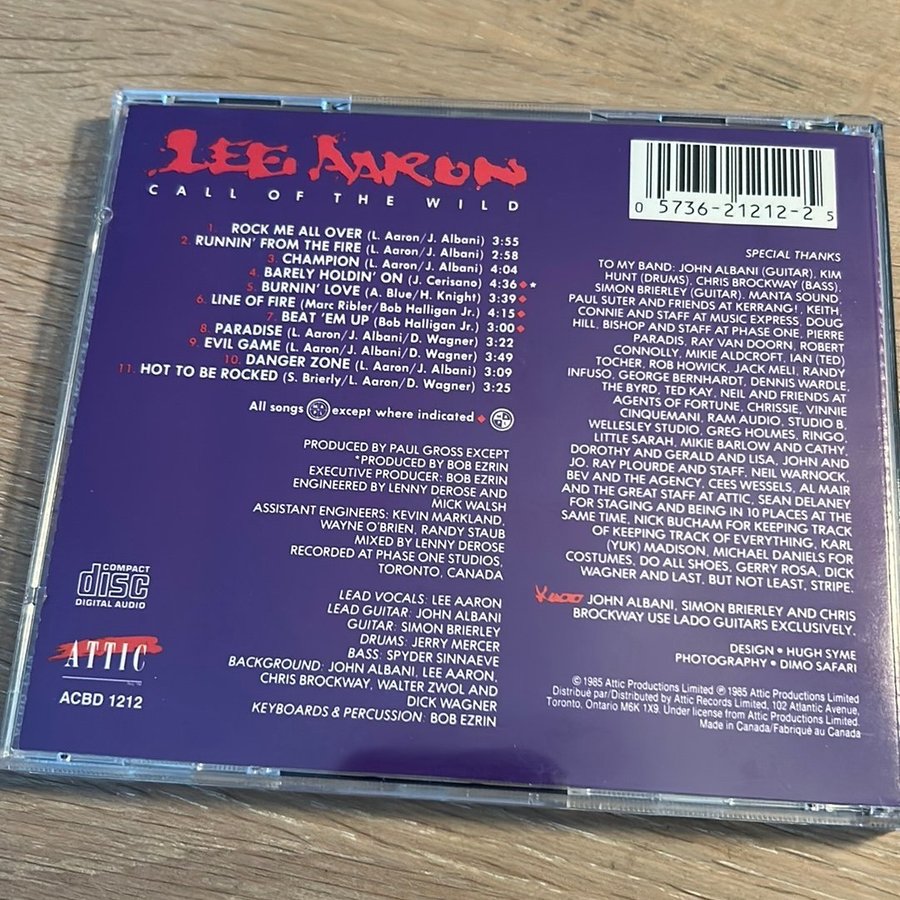 LEE AARON
CALL OF THE WILD
1. ROCK ME ALL OVER (L. Aaron/J. Albani) 3:55
2. RUNNIN' FROM THE FIRE (L. Aaron/J. Albani) 2:58
3. CHAMPION (L. Aaron/J. Albani) 4:04
4. BARELY HOLDIN' ON (J. Cerisano) 4:36 ♦ *
5. BURNIN' LOVE (A. Blue/H. Knight) 3:39 ♦
6. LINE OF FIRE (Marc Ribler/Bob Halligan Jr.) 4:15 ♦
7. BEAT 'EM UP (Bob Halligan Jr.) 3:00 ♦
8. PARADISE (L. Aaron/J. Albani/D. Wagner) 3:22
9. EVIL GAME (L. Aaron/J. Albani/D. Wagner) 3:49
10. DANGER ZONE (L. Aaron/J. Albani) 3:09
11. HOT TO BE ROCKED (S. Brierly/L. Aaron/D. Wagner) 3:25
All songs except where indicated ♦
PRODUCED BY PAUL GROSS EXCEPT
*PRODUCED BY BOB EZRIN
EXECUTIVE PRODUCER: BOB EZRIN
ENGINEERED BY LENNY DEROSE AND
MICK WALSH
ASSISTANT ENGINEERS: KEVIN MARKLAND,
WAYNE O'BRIEN, RANDY STAUB
MIXED BY LENNY DEROSE
RECORDED AT PHASE ONE STUDIOS,
TORONTO, CANADA
LEAD VOCALS: LEE AARON
LEAD GUITAR: JOHN ALBANI
GUITAR: SIMON BRIERLEY
DRUMS: JERRY MERCER
BASS: SPYDER SINNAEVE
BACKGROUND: JOHN ALBANI, LEE AARON,
CHRIS BROCKWAY, WALTER ZWOL AND
DICK WAGNER
KEYBOARDS & PERCUSSION: BOB EZRIN
COMPACT
disc
DIGITAL AUDIO
ATTIC
ACBD 1212
0 5736-21212-2 5
SPECIAL THANKS
TO MY BAND: JOHN ALBANI (GUITAR), KIM
HUNT (DRUMS), CHRIS BROCKWAY (BASS),
SIMON BRIERLEY (GUITAR), MANTA SOUND,
PAUL SUTER AND FRIENDS AT KERRANG!, KEITH,
CONNIE AND STAFF AT MUSIC EXPRESS, DOUG
HILL, BISHOP AND STAFF AT PHASE ONE, PIERRE
PARADIS, RAY VAN DOORN, ROBERT
CONNOLLY, MIKIE ALDCROFT, IAN (TED)
TOCHER, ROB HOWICK, JACK MELI, RANDY
INFUSO, GEORGE BERNHARDT, DENNIS WARDLE,
THE BYRD, TED KAY, NEIL AND FRIENDS AT
AGENTS OF FORTUNE, CHRISSIE, VINNIE
CINQUEMANI, RAM AUDIO, STUDIO B,
WELLESLEY STUDIO, GREG HOLMES, RINGO,
LITTLE SARAH, MIKIE BARLOW AND CATHY,
DOROTHY AND GERALD AND LISA, JOHN AND
JO, RAY PLOURDE AND STAFF, NEIL WARNOCK,
BEV AND THE AGENCY, CEES WESSELS, AL MAIR
AND THE GREAT STAFF AT ATTIC, SEAN DELANEY
FOR STAGING AND BEING IN 10 PLACES AT THE
SAME TIME, NICK BUCHAM FOR KEEPING TRACK
OF KEEPING TRACK OF EVERYTHING, KARL
(YUK) MADISON, MICHAEL DANIELS FOR
COSTUMES, DO ALL SHOES, GERRY ROSA, DICK
WAGNER AND LAST, BUT NOT LEAST, STRIPE.
JOHN ALBANI, SIMON BRIERLEY AND CHRIS
BROCKWAY USE LADO GUITARS EXCLUSIVELY.
DESIGN • HUGH SYME
PHOTOGRAPHY • DIMO SAFARI
© 1985 Attic Productions Limited ℗ 1985 Attic Productions Limited
Distribué par/Distributed by Attic Records Limited, 102 Atlantic Avenue,
Toronto, Ontario M6K 1X9. Under license from Attic Productions Limited.
Made in Canada/Fabriqué au Canada